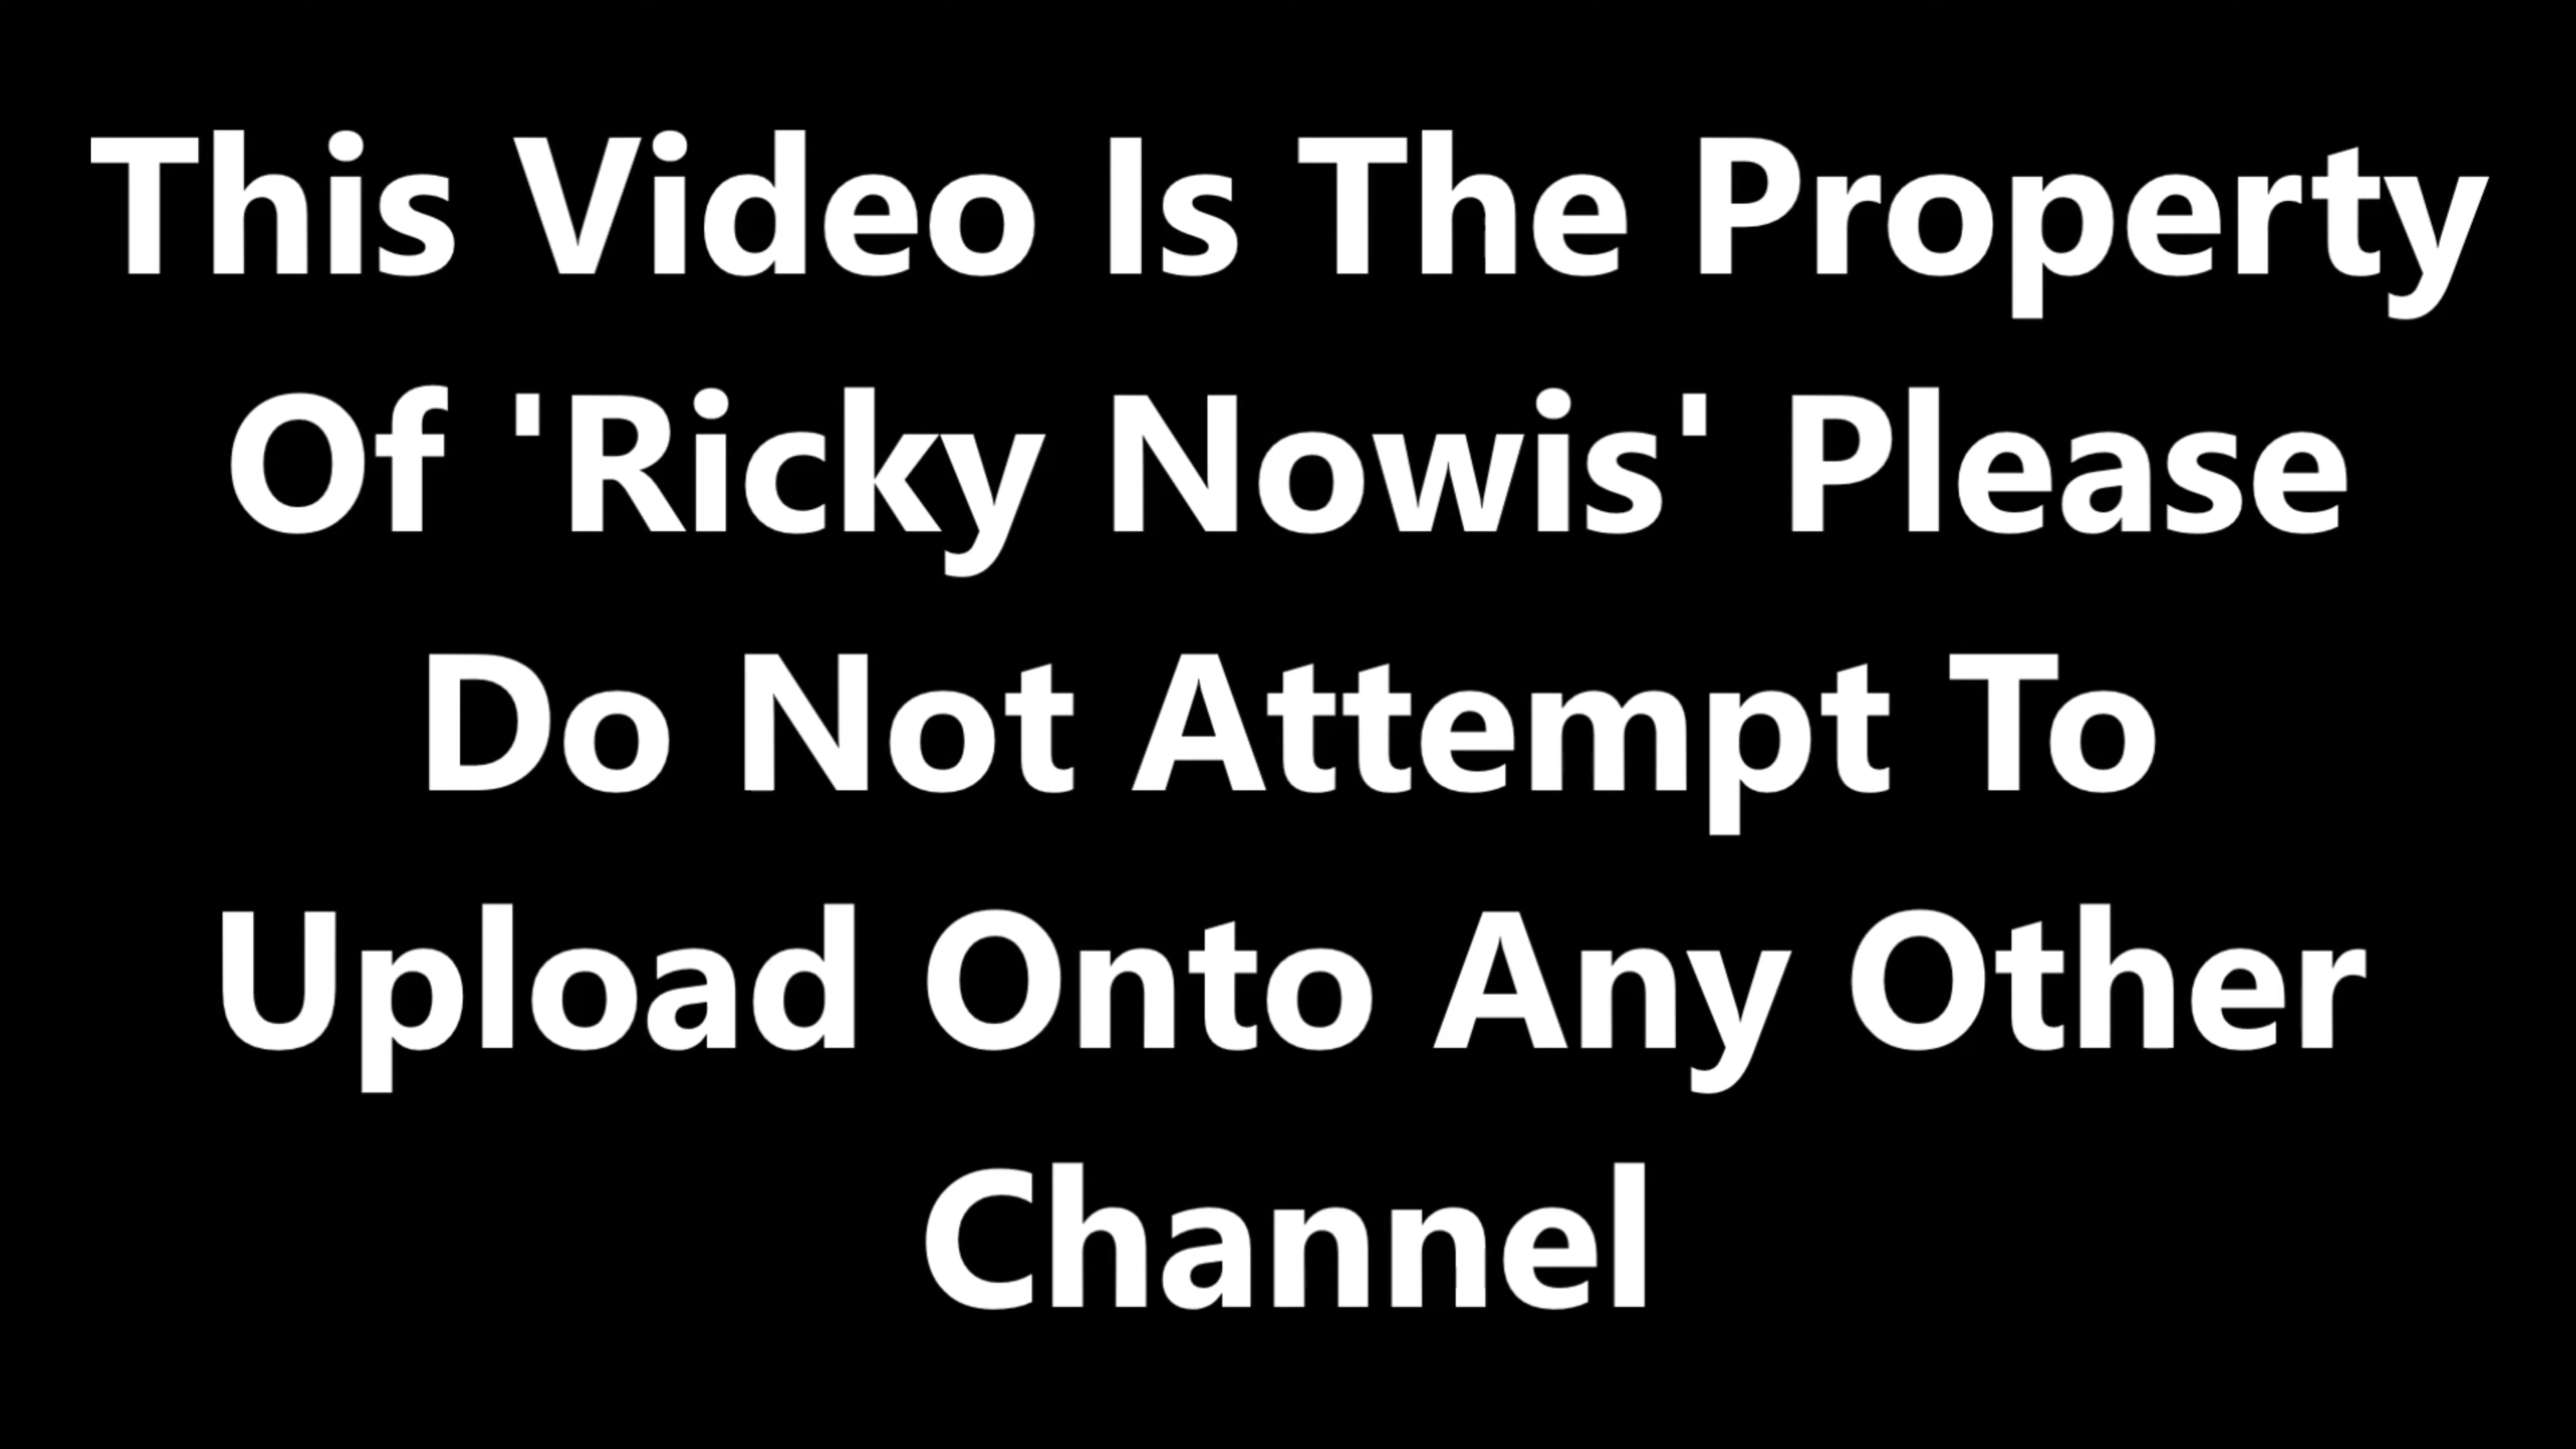 This Video Is The Property
Of 'Ricky Nowis' Please
Do Not Attempt To
Upload Onto Any Other
Channel